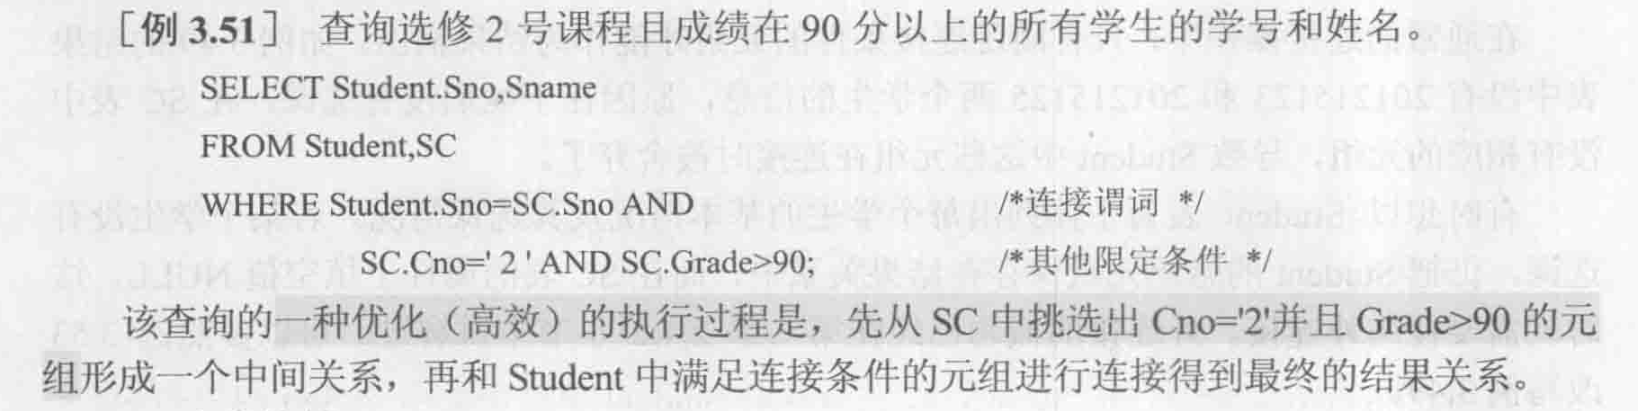 ［例 3.51］ 查询选修 2 号课程且成绩在 90 分以上的所有学生的学号和姓名。
SELECT Student.Sno,Sname
FROM Student,SC
WHERE Student.Sno=SC.Sno AND /*连接谓词 */
SC.Cno=' 2 ' AND SC.Grade>90; /*其他限定条件 */
该查询的一种优化（高效）的执行过程是，先从 SC 中挑选出 Cno='2'并且 Grade>90 的元
组形成一个中间关系，再和 Student 中满足连接条件的元组进行连接得到最终的结果关系。